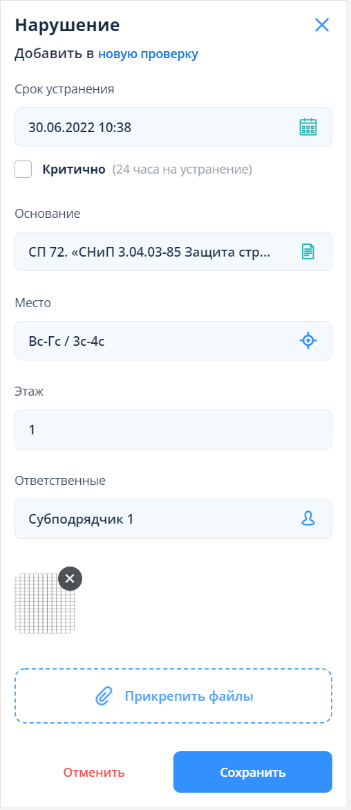 Нарушение
Добавить в новую проверку
Срок устранения
30.06.2022 10:38
Критично (24 часа на устранение)
Основание
СП 72. «СНиП 3.04.03-85 Защита стр...
Место
Вс-Гс / 3с-4с
Этаж
1
Ответственные
Субподрядчик 1
Прикрепить файлы
Отменить
Сохранить